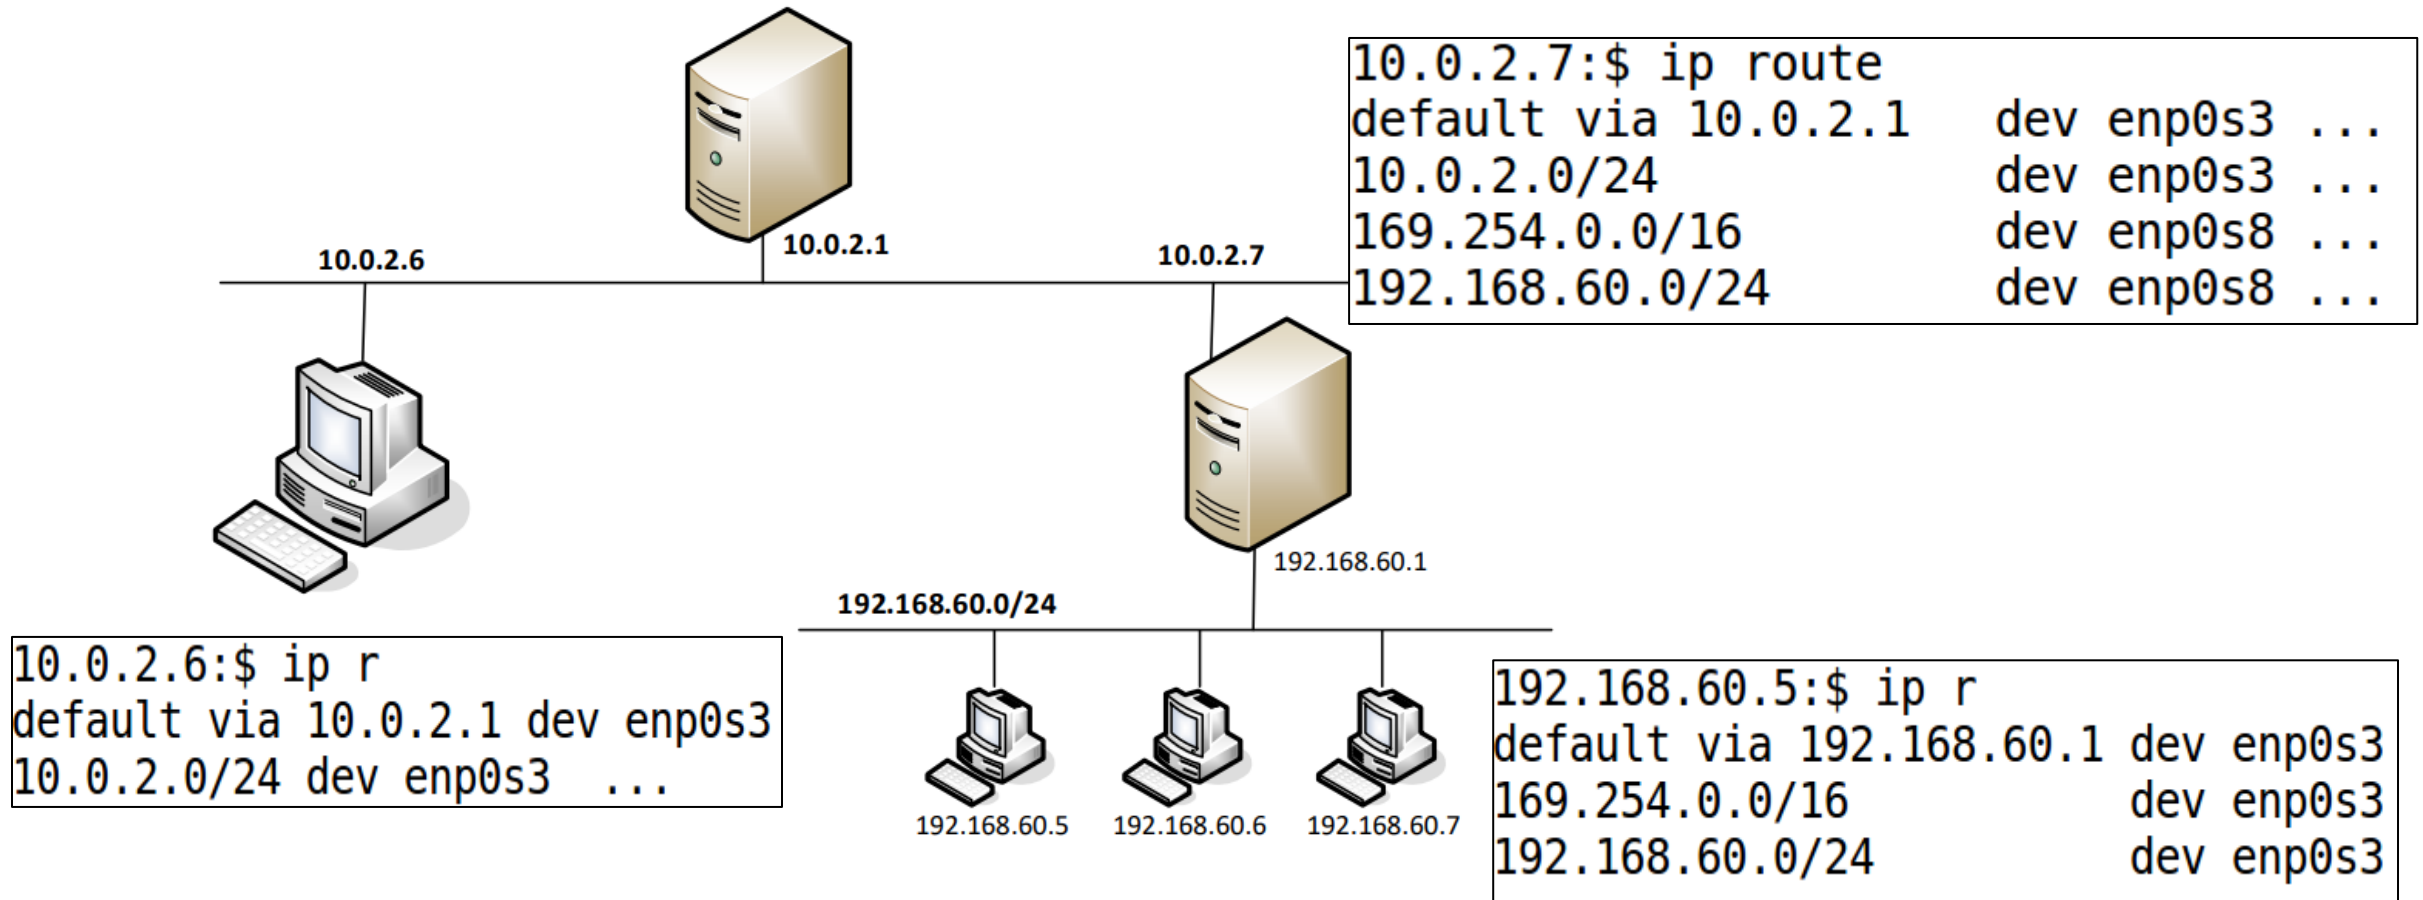 10.0.2.7:$ ip route
default via 10.0.2.1 dev enp0s3 ...
10.0.2.0/24 dev enp0s3 ...
169.254.0.0/16 dev enp0s8 ...
192.168.60.0/24 dev enp0s8 ...
10.0.2.1
10.0.2.6
10.0.2.7
192.168.60.1
192.168.60.0/24
10.0.2.6:$ ip r
default via 10.0.2.1 dev enp0s3
10.0.2.0/24 dev enp0s3 ...
192.168.60.5
192.168.60.6
192.168.60.7
192.168.60.5:$ ip r
default via 192.168.60.1 dev enp0s3
169.254.0.0/16 dev enp0s3
192.168.60.0/24 dev enp0s3